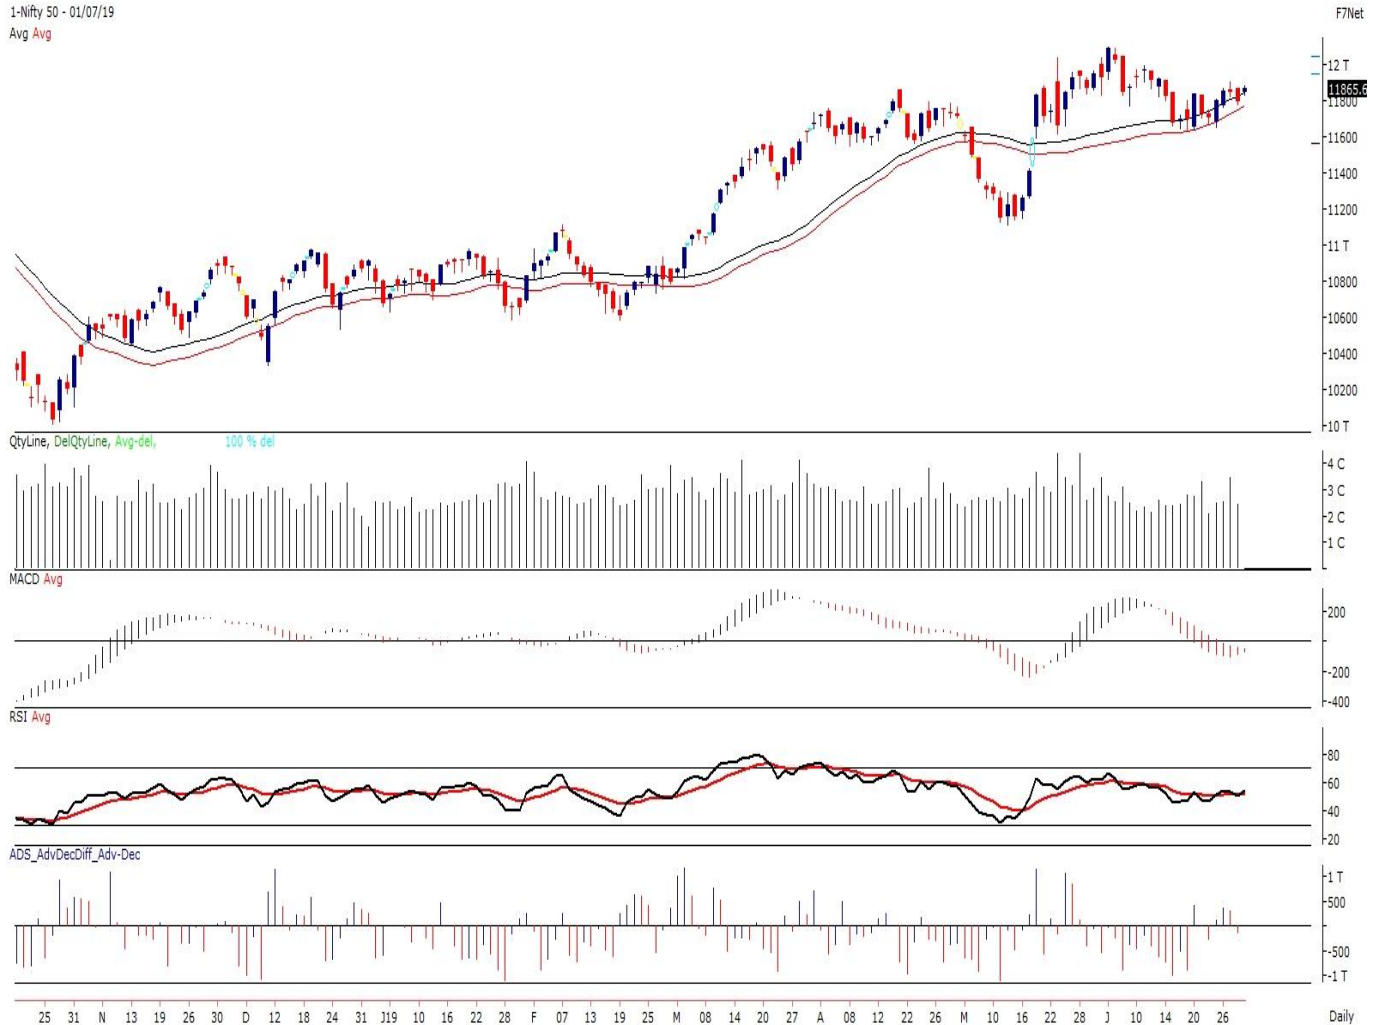 1-Nifty 50 - 01/07/19
F7Net
Avg Avg
12 T
11865.6
11800
11600
11400
11200
11 T
10800
10600
10400
10200
10 T
QtyLine, DelQtyLine, Avg-del, 100 % del
4 C
3 C
2 C
1 C
MACD Avg
200
-200
-400
RSI Avg
80
60
40
20
ADS_AdvDecDiff_Adv-Dec
1 T
500
-500
-1 T
25 31 N 13 19 26 30 D 12 18 24 31 J19 10 16 22 28 F 07 13 19 25 M 08 14 20 27 A 08 12 22 26 M 10 16 22 28 J 10 14 20 26 Daily